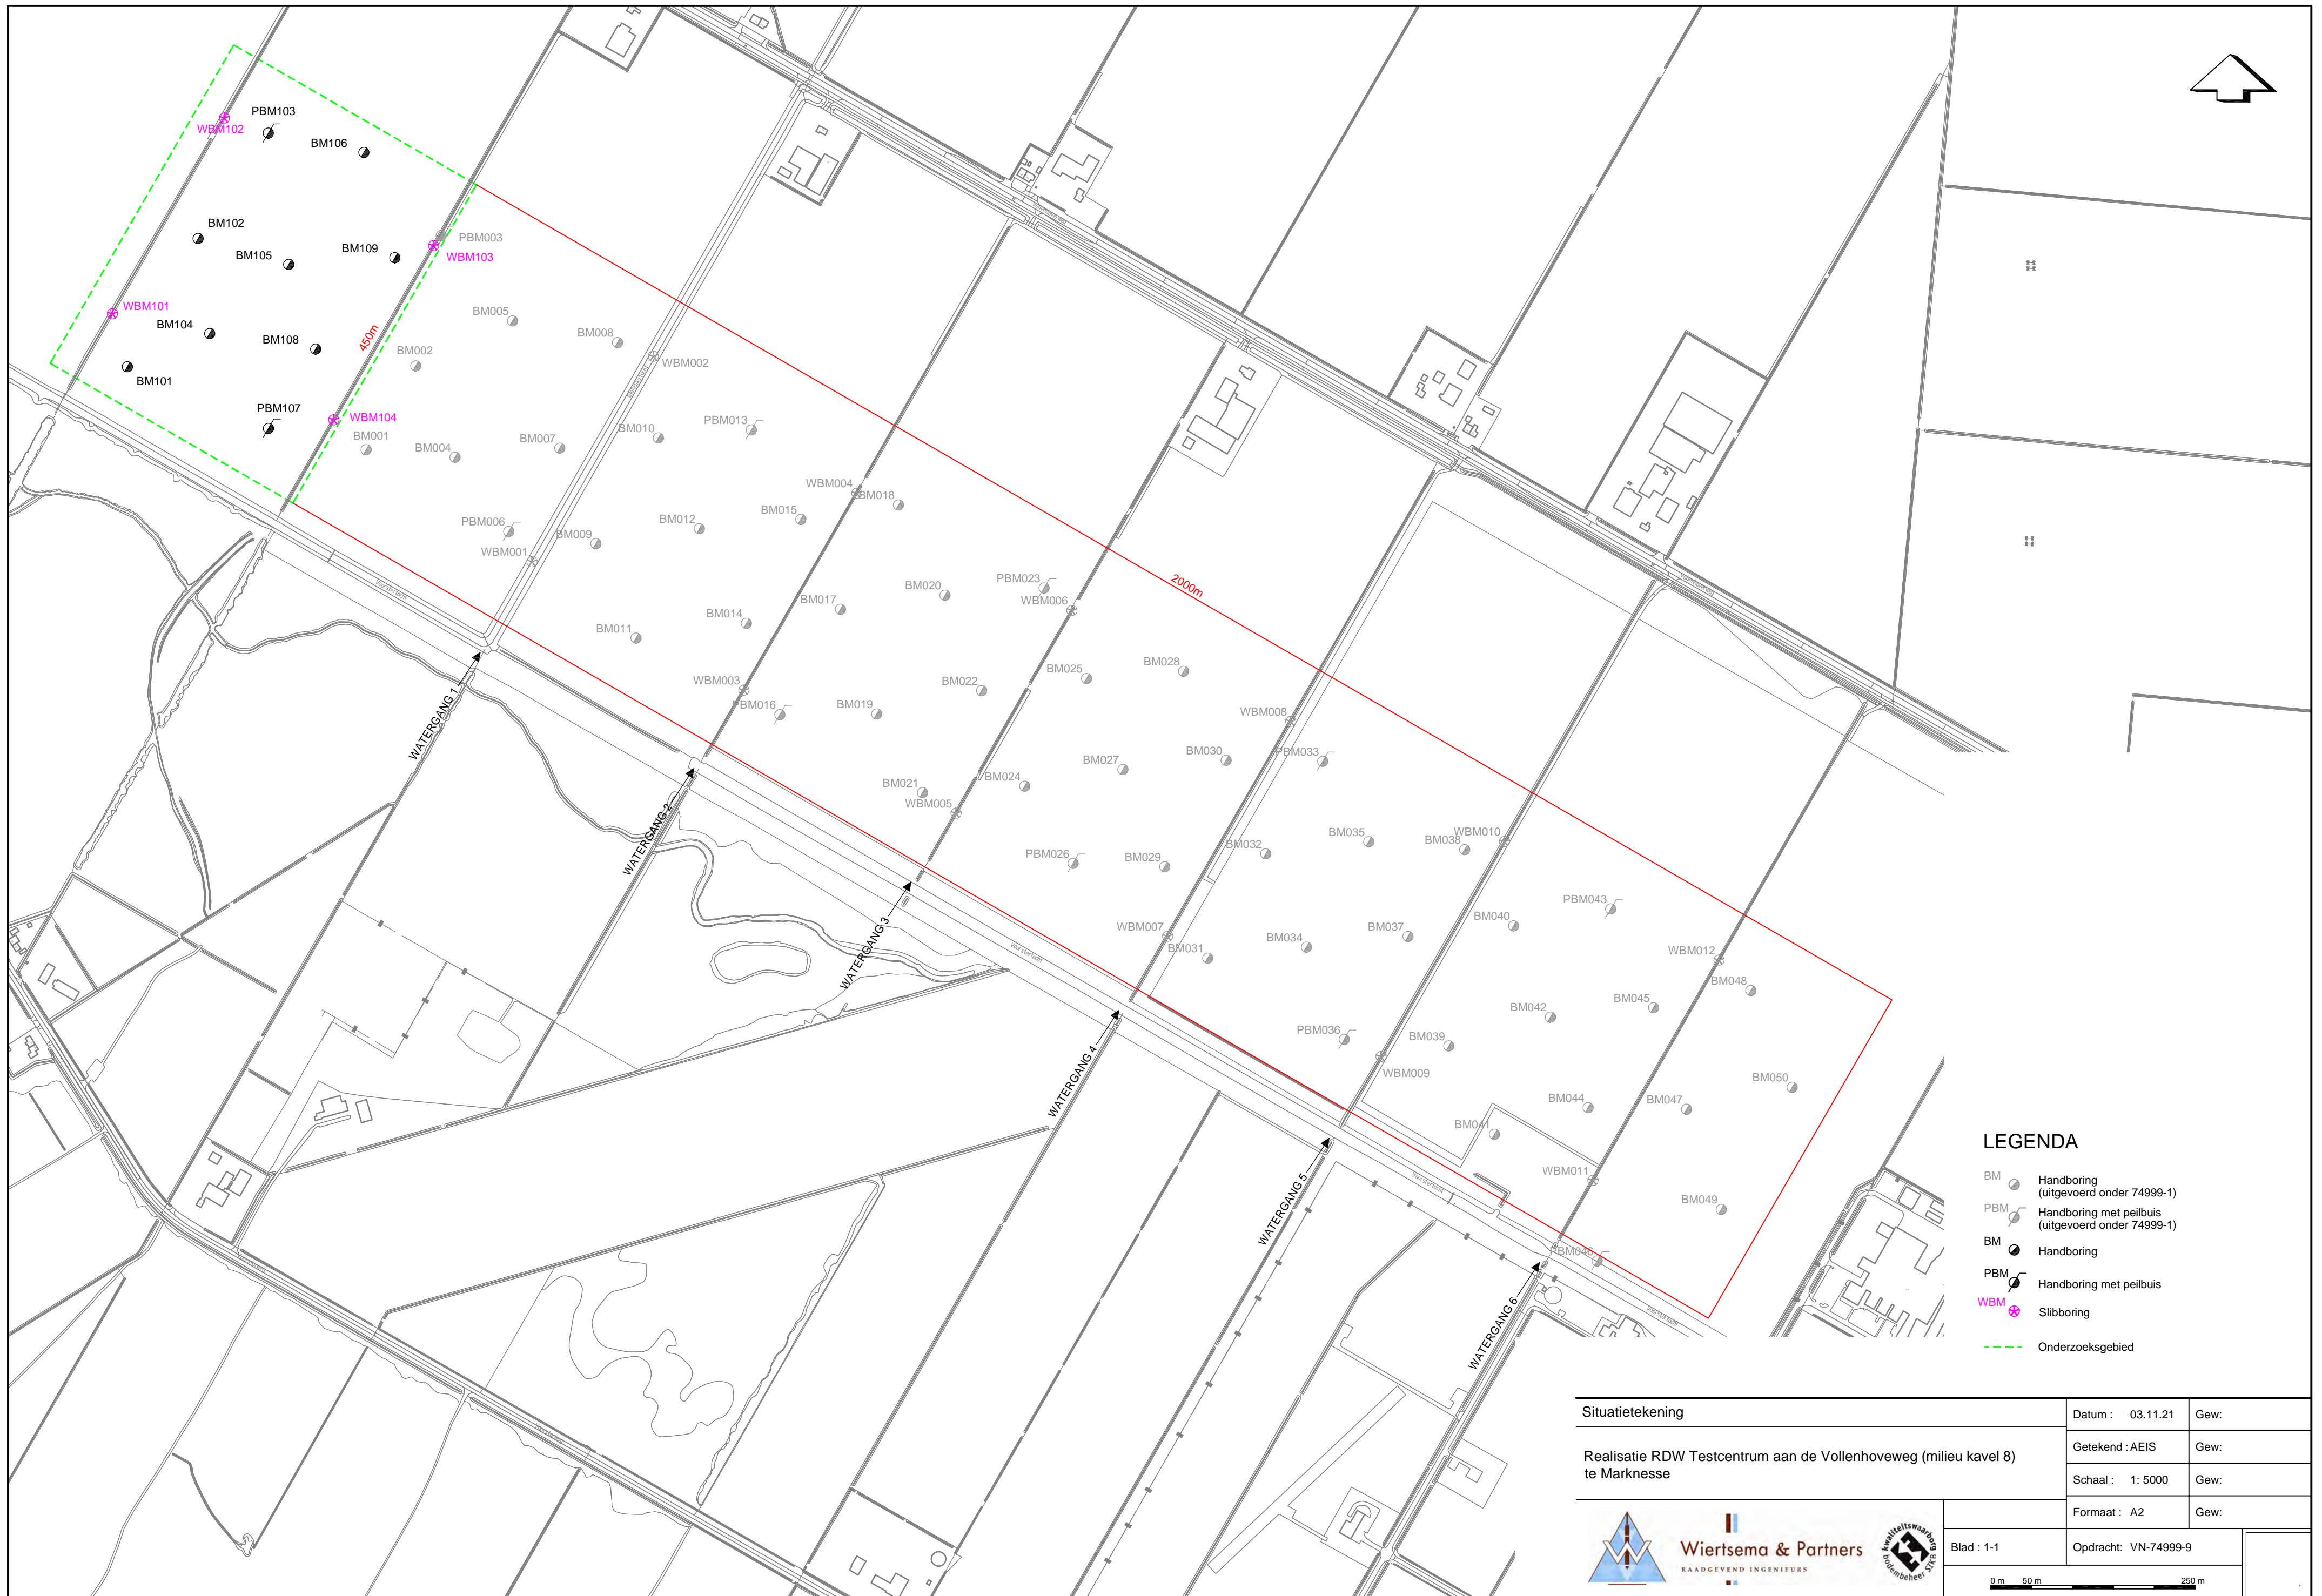 PBM103
WBM102
BM106
BM102
BM105
BM109
PBM003
WBM103
WBM101
BM104
BM108
450m
BM101
PBM107
WBM104
BM005
BM008
BM002
WBM002
BM001
BM004
BM007
BM010
PBM013
PBM006
WBM001
BM009
BM012
BM015
WBM004
BM018
BM011
BM014
BM017
BM020
PBM023
WBM006
2000m
WBM003
PBM016
BM019
BM022
BM025
BM028
WBM008
BM021
WBM005
BM024
BM027
BM030
PBM033
PBM026
BM029
BM032
BM035
BM038
WBM010
WBM007
BM031
BM034
BM037
BM040
PBM043
WBM012
BM048
PBM036
BM039
WBM009
BM042
BM045
BM050
BM041
BM044
BM047
WBM011
BM049
PBM046
WATERGANG 1
WATERGANG 2
WATERGANG 3
WATERGANG 4
WATERGANG 5
WATERGANG 6
LEGENDA
BM
Handboring
(uitgevoerd onder 74999-1)
PBM
Handboring met peilbuis
(uitgevoerd onder 74999-1)
BM
Handboring
PBM
Handboring met peilbuis
WBM
Slibboring
Onderzoeksgebied
Situatietekening
Realisatie RDW Testcentrum aan de Vollenhoveweg (milieu kavel 8)
te Marknesse
Datum : 03.11.21 Gew:
Getekend : AEIS Gew:
Schaal : 1: 5000 Gew:
Formaat : A2 Gew:
Blad : 1-1
Opdracht: VN-74999-9
0 m 50 m 250 m
Wiertsema & Partners
RAADGEVEND INGENIEURS
kwaliteitswaarborg
bodembeheer SIKB